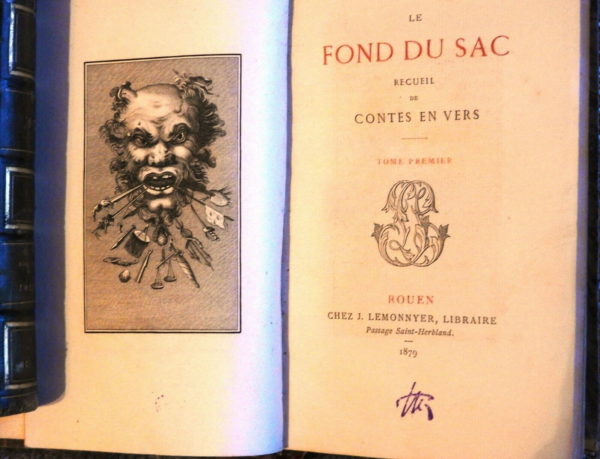 LE
FOND DU SAC
RECUEIL
DE
CONTES EN VERS
TOME PREMIER
ROUEN
CHEZ J. LEMONNYER, LIBRAIRE
Passage Saint-Herbland.
1879